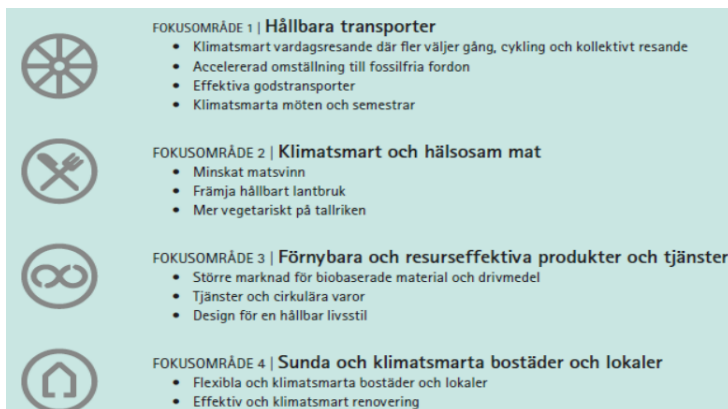 FOKUSOMRÅDE 1 | Hållbara transporter
• Klimatsmart vardagsresande där fler väljer gång, cykling och kollektivt resande
• Accelererad omställning till fossilfria fordon
• Effektiva godstransporter
• Klimatsmarta möten och semestrar
FOKUSOMRÅDE 2 | Klimatsmart och hälsosam mat
• Minskat matsvinn
• Främja hållbart lantbruk
• Mer vegetariskt på tallriken
FOKUSOMRÅDE 3 | Förnybara och resurseffektiva produkter och tjänster
• Större marknad för biobaserade material och drivmedel
• Tjänster och cirkulära varor
• Design för en hållbar livsstil
FOKUSOMRÅDE 4 | Sunda och klimatsmarta bostäder och lokaler
• Flexibla och klimatsmarta bostäder och lokaler
• Effektiv och klimatsmart renovering